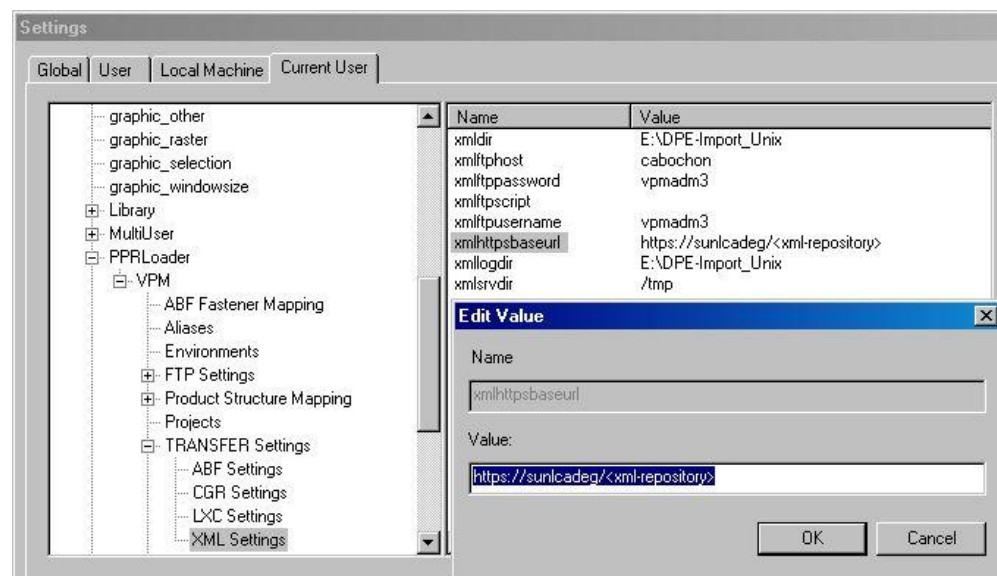 Settings
Global User Local Machine Current User
graphic_other
graphic_raster
graphic_selection
graphic_windowsize
Library
MultiUser
PPRLoader
VPM
ABF Fastener Mapping
Aliases
Environments
FTP Settings
Product Structure Mapping
Projects
TRANSFER Settings
ABF Settings
CGR Settings
LXC Settings
XML Settings
Name Value
xmldir E:\DPE-Import_Unix
xmlftphost cabochon
xmlftppassword vpmadm3
xmlftpscript
xmlftpusername vpmadm3
xmlhttpsbaseurl https://sunlcadeg/<xml-repository>
xmllogdir E:\DPE-Import_Unix
xmlsrvdir /tmp
Edit Value
Name
xmlhttpsbaseurl
Value:
https://sunlcadeg/<xml-repository>
OK Cancel